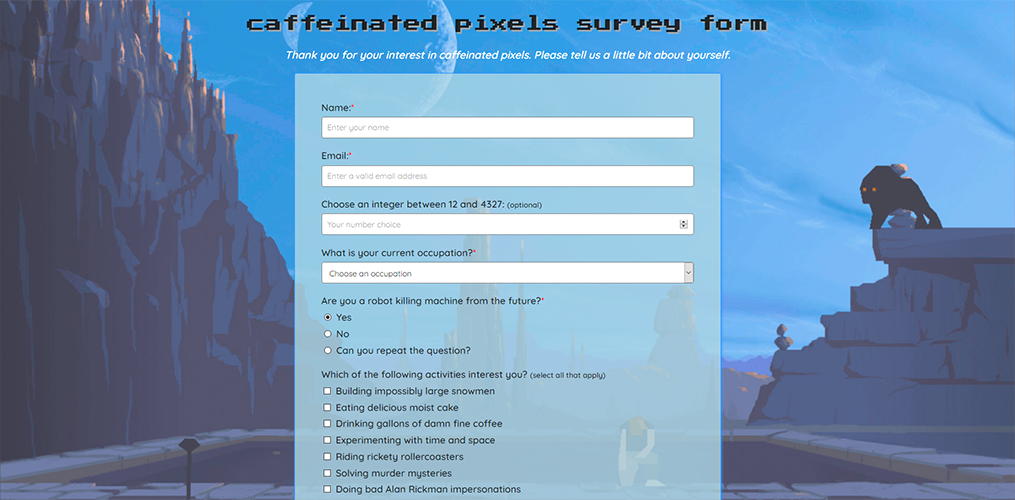 caffeinated pixels survey form
Thank you for your interest in caffeinated pixels. Please tell us a little bit about yourself.
Name:*
Enter your name
Email:*
Enter a valid email address
Choose an integer between 12 and 4327: (optional)
Your number choice
What is your current occupation?*
Choose an occupation
Are you a robot killing machine from the future?*
Yes
No
Can you repeat the question?
Which of the following activities interest you? (select all that apply)
Building impossibly large snowmen
Eating delicious moist cake
Drinking gallons of damn fine coffee
Experimenting with time and space
Riding rickety rollercoasters
Solving murder mysteries
Doing bad Alan Rickman impersonations